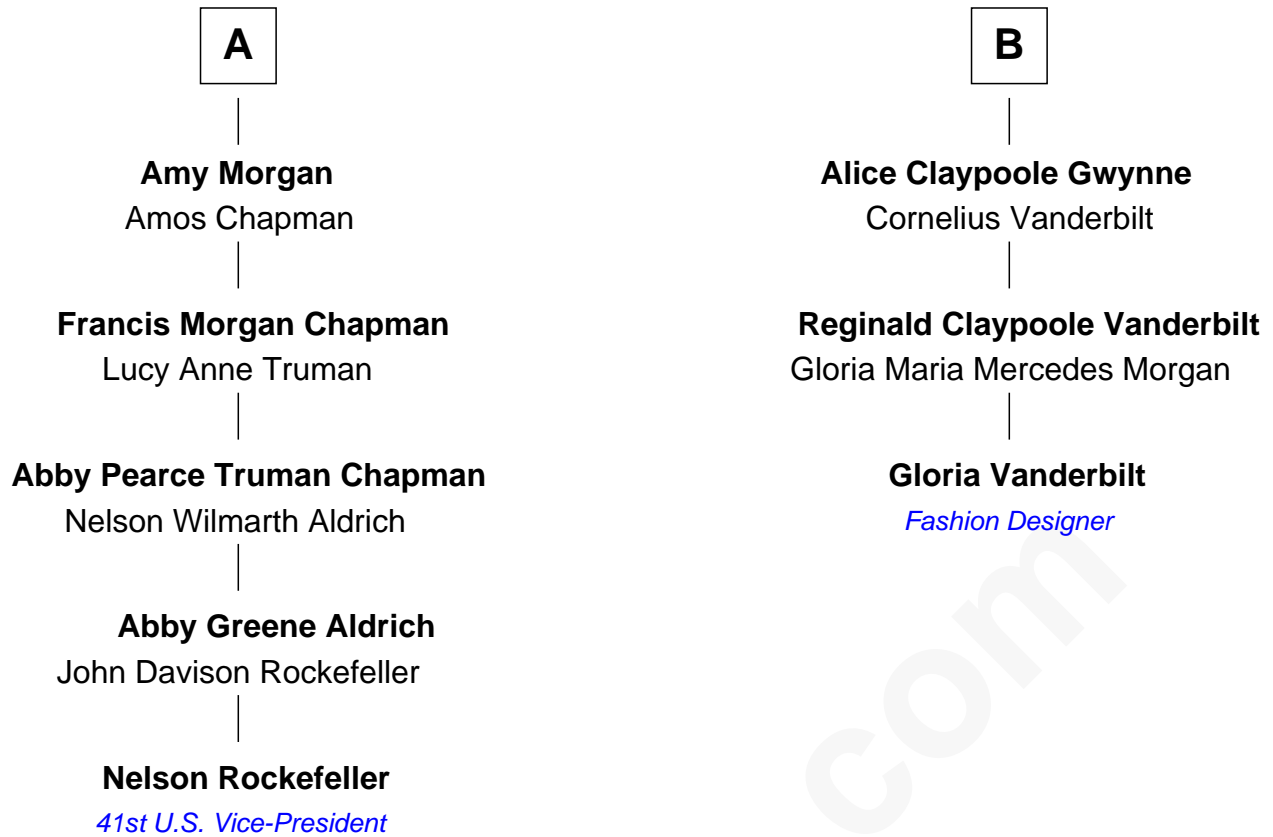 A
Amy Morgan
Amos Chapman
Francis Morgan Chapman
Lucy Anne Truman
Abby Pearce Truman Chapman
Nelson Wilmarth Aldrich
Abby Greene Aldrich
John Davison Rockefeller
Nelson Rockefeller
41st U.S. Vice-President
B
Alice Claypoole Gwynne
Cornelius Vanderbilt
Reginald Claypoole Vanderbilt
Gloria Maria Mercedes Morgan
Gloria Vanderbilt
Fashion Designer
com